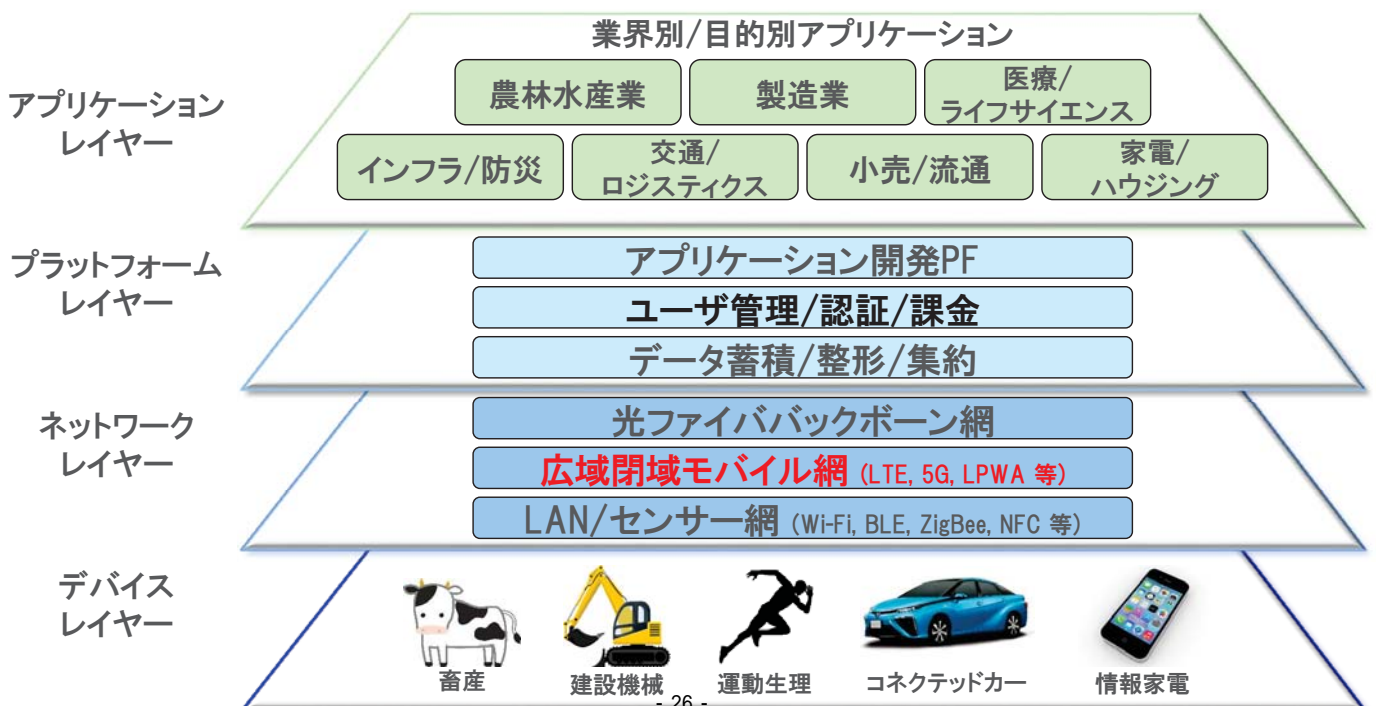 業界別/目的別アプリケーション
農林水産業
製造業
医療/
ライフサイエンス
アプリケーション
レイヤー
インフラ/防災
交通/
ロジスティクス
小売/流通
家電/
ハウジング
プラットフォーム
レイヤー
アプリケーション開発PF
ユーザ管理/認証/課金
データ蓄積/整形/集約
ネットワーク
レイヤー
光ファイババックボーン網
広域閉域モバイル網 (LTE, 5G, LPWA 等)
LAN/センサー網 (Wi-Fi, BLE, ZigBee, NFC 等)
デバイス
レイヤー
畜産
建設機械
運動生理
コネクテッドカー
情報家電
- 26 -